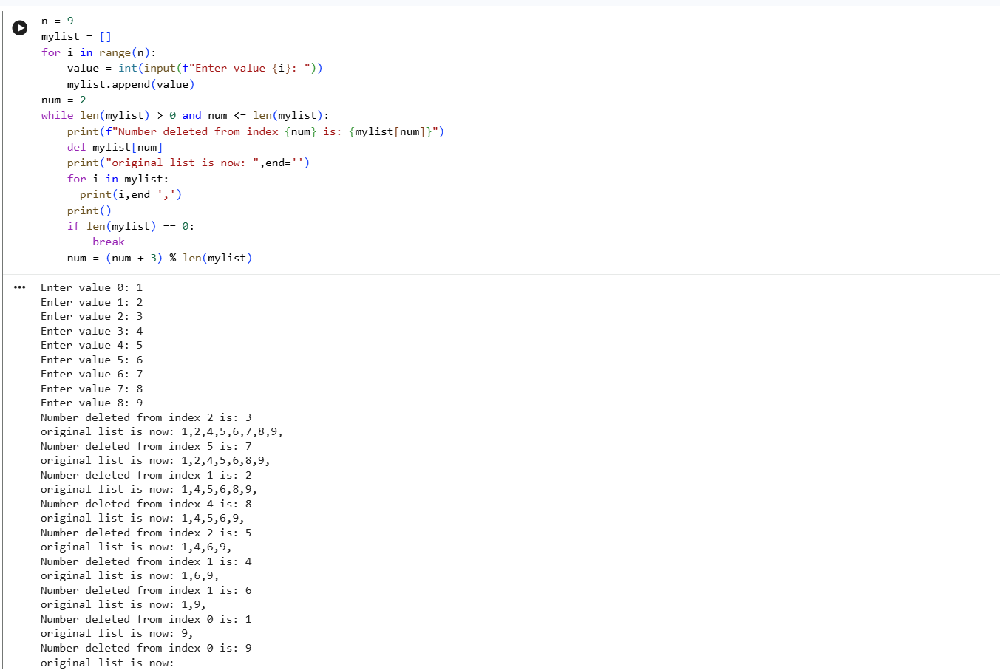 n = 9
mylist = []
for i in range(n):
    value = int(input(f"Enter value {i}: "))
    mylist.append(value)
num = 2
while len(mylist) > 0 and num <= len(mylist):
    print(f"Number deleted from index {num} is: {mylist[num]}")
    del mylist[num]
    print("original list is now: ",end='')
    for i in mylist:
      print(i,end=',')
    print()
    if len(mylist) == 0:
        break
    num = (num + 3) % len(mylist)
Enter value 0: 1
Enter value 1: 2
Enter value 2: 3
Enter value 3: 4
Enter value 4: 5
Enter value 5: 6
Enter value 6: 7
Enter value 7: 8
Enter value 8: 9
Number deleted from index 2 is: 3
original list is now: 1,2,4,5,6,7,8,9,
Number deleted from index 5 is: 7
original list is now: 1,2,4,5,6,8,9,
Number deleted from index 1 is: 2
original list is now: 1,4,5,6,8,9,
Number deleted from index 4 is: 8
original list is now: 1,4,5,6,9,
Number deleted from index 2 is: 5
original list is now: 1,4,6,9,
Number deleted from index 1 is: 4
original list is now: 1,6,9,
Number deleted from index 1 is: 6
original list is now: 1,9,
Number deleted from index 0 is: 1
original list is now: 9,
Number deleted from index 0 is: 9
original list is now: